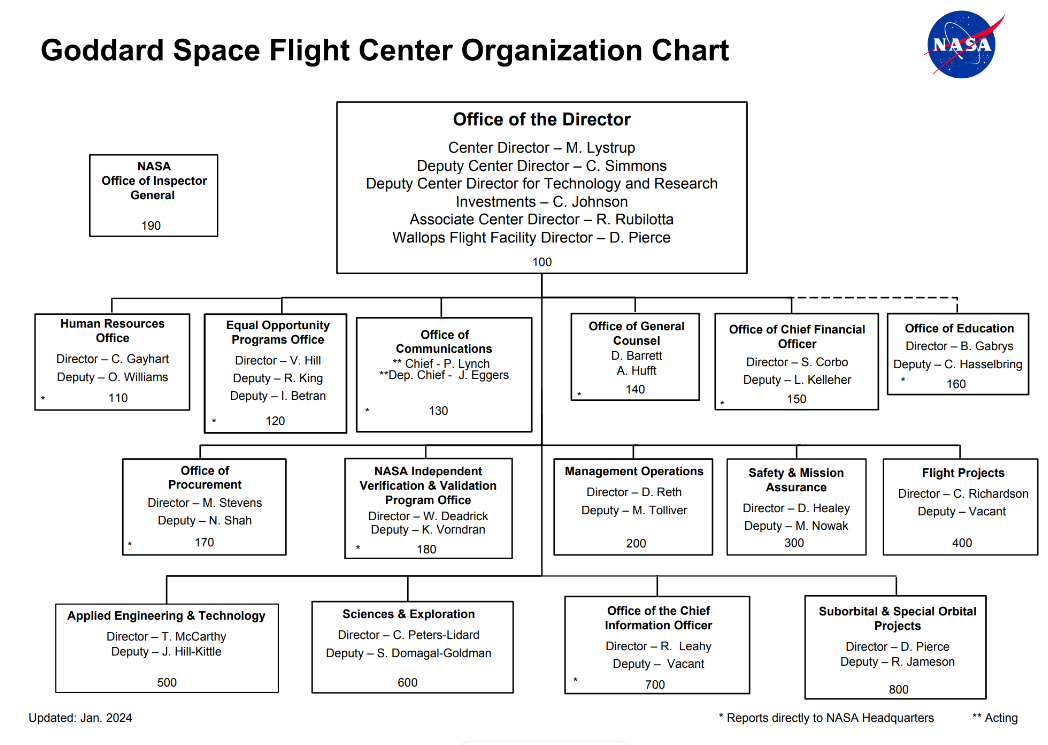 Goddard Space Flight Center Organization Chart
NASA
Office of the Director
Center Director – M. Lystrup
Deputy Center Director – C. Simmons
Deputy Center Director for Technology and Research
Investments – C. Johnson
Associate Center Director – R. Rubilotta
Wallops Flight Facility Director – D. Pierce
100
NASA
Office of Inspector
General
190
Human Resources
Office
Director – C. Gayhart
Deputy – O. Williams
* 110
Equal Opportunity
Programs Office
Director – V. Hill
Deputy – R. King
Deputy – I. Betran
* 120
Office of
Communications
** Chief - P. Lynch
**Dep. Chief - J. Eggers
* 130
Office of General
Counsel
D. Barrett
A. Hufft
* 140
Office of Chief Financial
Officer
Director – S. Corbo
Deputy – L. Kelleher
* 150
Office of Education
Director – B. Gabrys
Deputy – C. Hasselbring
* 160
Office of
Procurement
Director – M. Stevens
Deputy – N. Shah
* 170
NASA Independent
Verification & Validation
Program Office
Director – W. Deadrick
Deputy – K. Vorndran
* 180
Management Operations
Director – D. Reth
Deputy – M. Tolliver
200
Safety & Mission
Assurance
Director – D. Healey
Deputy – M. Nowak
300
Flight Projects
Director – C. Richardson
Deputy – Vacant
400
Applied Engineering & Technology
Director – T. McCarthy
Deputy – J. Hill-Kittle
500
Sciences & Exploration
Director – C. Peters-Lidard
Deputy – S. Domagal-Goldman
600
Office of the Chief
Information Officer
Director – R. Leahy
Deputy – Vacant
* 700
Suborbital & Special Orbital
Projects
Director – D. Pierce
Deputy – R. Jameson
800
Updated: Jan. 2024
* Reports directly to NASA Headquarters ** Acting